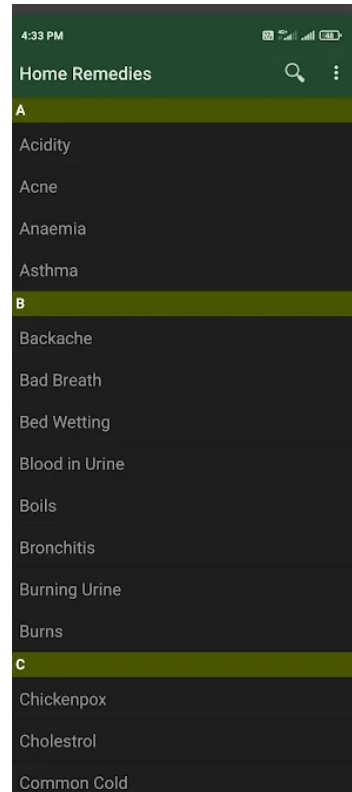 4:33 PM
48
Home Remedies
A
Acidity
Acne
Anaemia
Asthma
B
Backache
Bad Breath
Bed Wetting
Blood in Urine
Boils
Bronchitis
Burning Urine
Burns
C
Chickenpox
Cholestrol
Common Cold